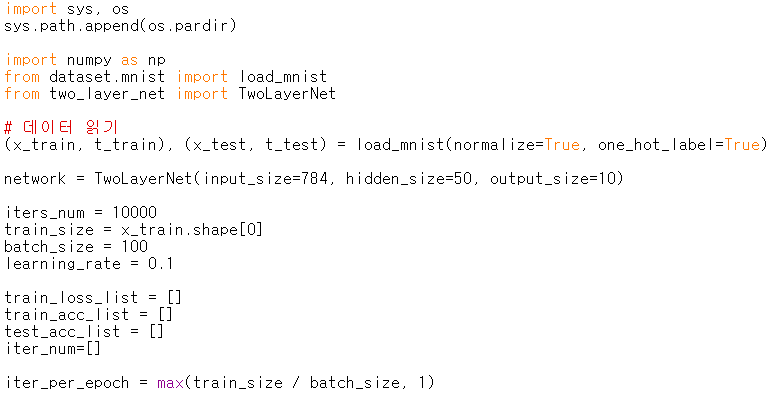 import sys, os
sys.path.append(os.pardir)
import numpy as np
from dataset.mnist import load_mnist
from two_layer_net import TwoLayerNet
# 데이터 읽기
(x_train, t_train), (x_test, t_test) = load_mnist(normalize=True, one_hot_label=True)
network = TwoLayerNet(input_size=784, hidden_size=50, output_size=10)
iters_num = 10000
train_size = x_train.shape[0]
batch_size = 100
learning_rate = 0.1
train_loss_list = []
train_acc_list = []
test_acc_list = []
iter_num=[]
iter_per_epoch = max(train_size / batch_size, 1)